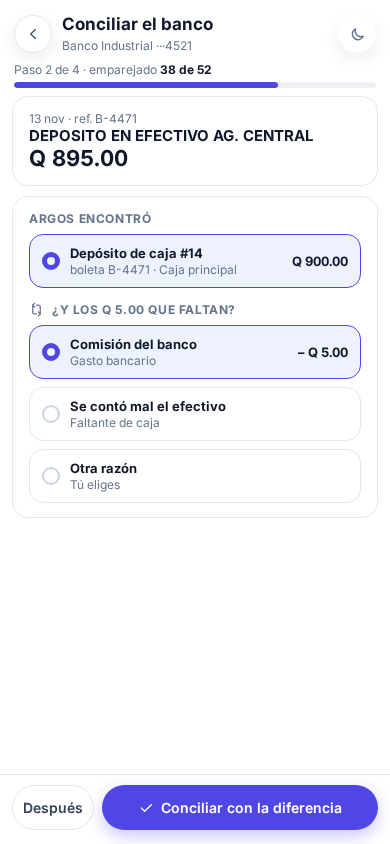 Conciliar el banco
Banco Industrial ···4521
Paso 2 de 4 · emparejado 38 de 52
13 nov · ref. B-4471
DEPOSITO EN EFECTIVO AG. CENTRAL
Q 895.00
ARGOS ENCONTRÓ
Depósito de caja #14
boleta B-4471 · Caja principal
Q 900.00
¿Y LOS Q 5.00 QUE FALTAN?
Comisión del banco
Gasto bancario
– Q 5.00
Se contó mal el efectivo
Faltante de caja
Otra razón
Tú eliges
Después
Conciliar con la diferencia